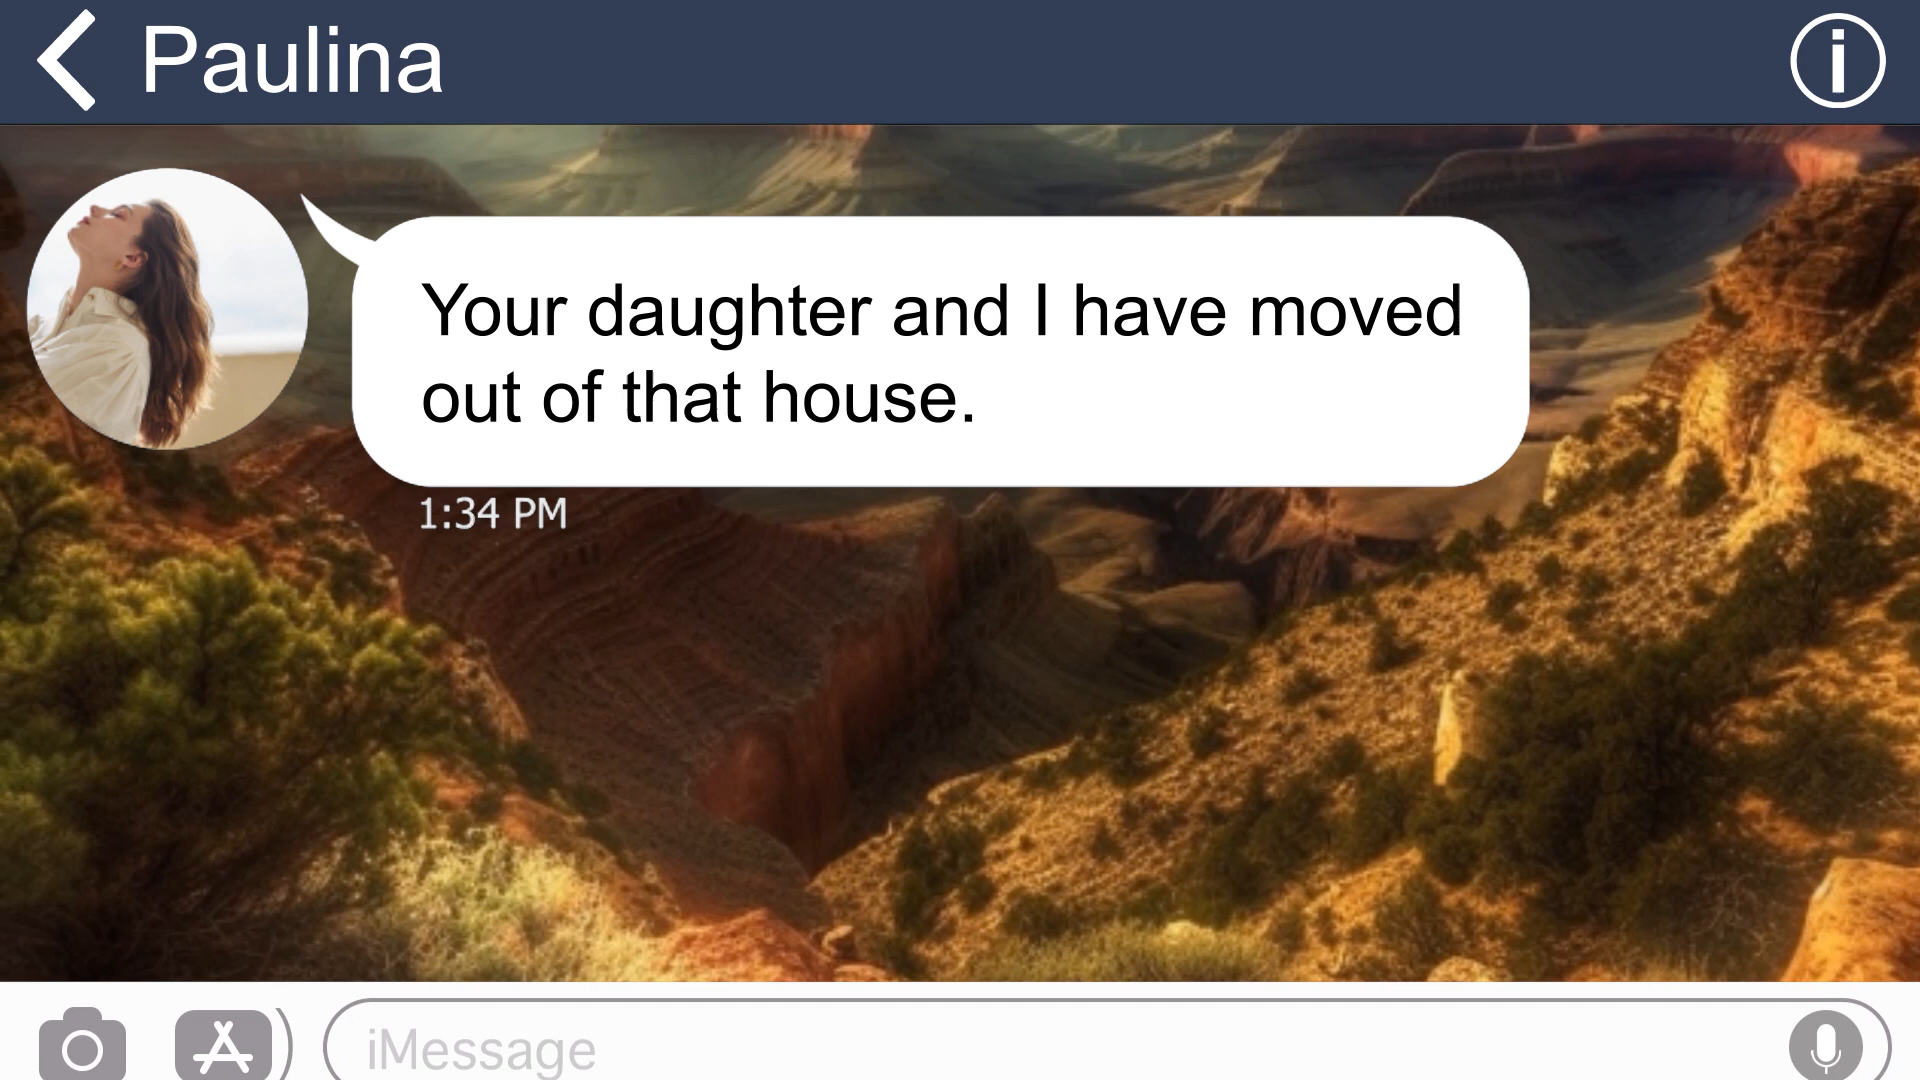 Paulina
Your daughter and I have moved
out of that house.
1:34 PM
iMessage